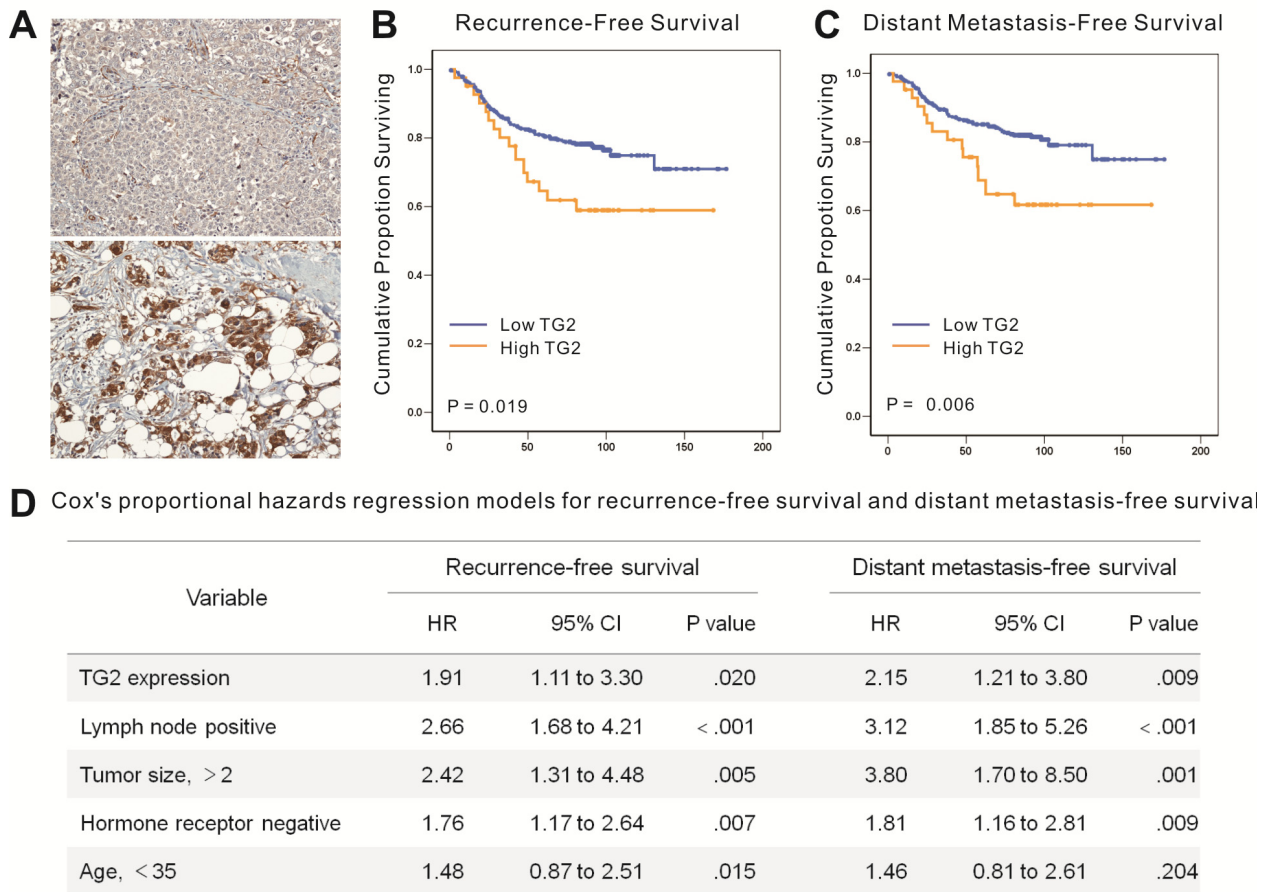 A
B Recurrence-Free Survival
Cumulative Propotion Surviving
1.0
0.8
0.6
0.4
0.2
0.0
Low TG2
High TG2
P = 0.019
0 50 100 150 200
C Distant Metastasis-Free Survival
Cumulative Propotion Surviving
1.0
0.8
0.6
0.4
0.2
0.0
Low TG2
High TG2
P = 0.006
0 50 100 150 200
D Cox's proportional hazards regression models for recurrence-free survival and distant metastasis-free survival
Variable Recurrence-free survival Distant metastasis-free survival
HR 95% CI P value HR 95% CI P value
TG2 expression 1.91 1.11 to 3.30 .020 2.15 1.21 to 3.80 .009
Lymph node positive 2.66 1.68 to 4.21 < .001 3.12 1.85 to 5.26 < .001
Tumor size, >2 2.42 1.31 to 4.48 .005 3.80 1.70 to 8.50 .001
Hormone receptor negative 1.76 1.17 to 2.64 .007 1.81 1.16 to 2.81 .009
Age, <35 1.48 0.87 to 2.51 .015 1.46 0.81 to 2.61 .204